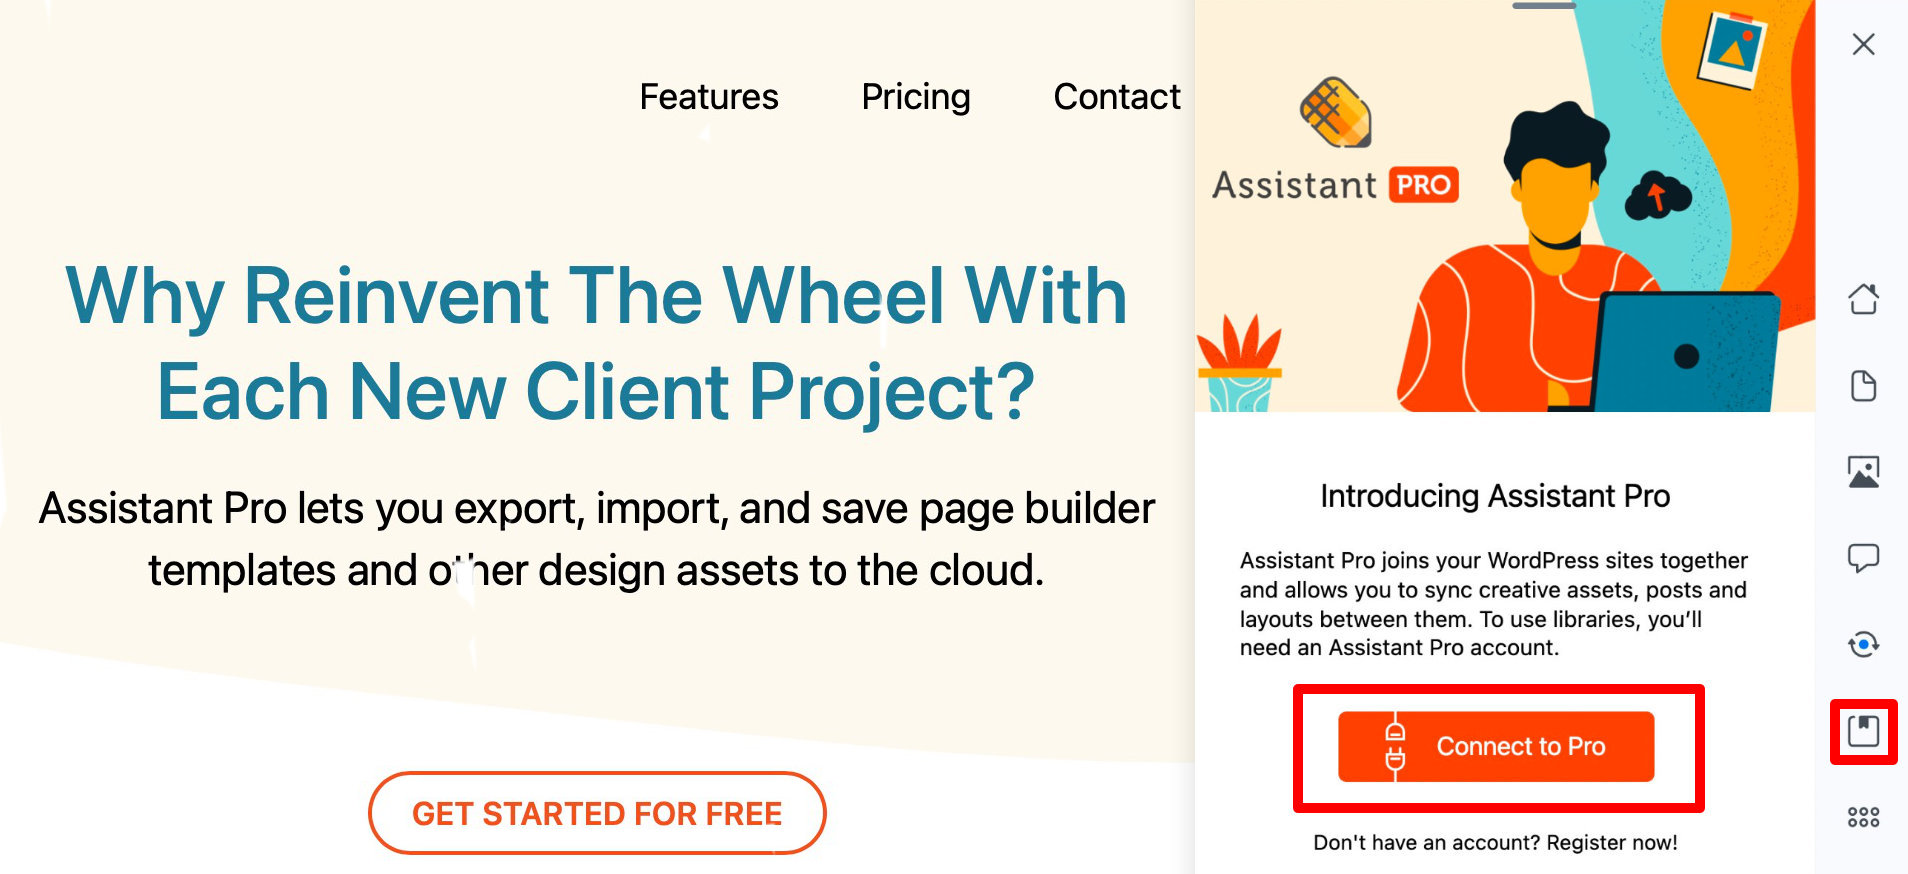 Features Pricing Contact
Why Reinvent The Wheel With
Each New Client Project?
Assistant Pro lets you export, import, and save page builder
templates and other design assets to the cloud.
GET STARTED FOR FREE
Assistant PRO
Introducing Assistant Pro
Assistant Pro joins your WordPress sites together
and allows you to sync creative assets, posts and
layouts between them. To use libraries, you’ll
need an Assistant Pro account.
Connect to Pro
Don't have an account? Register now!